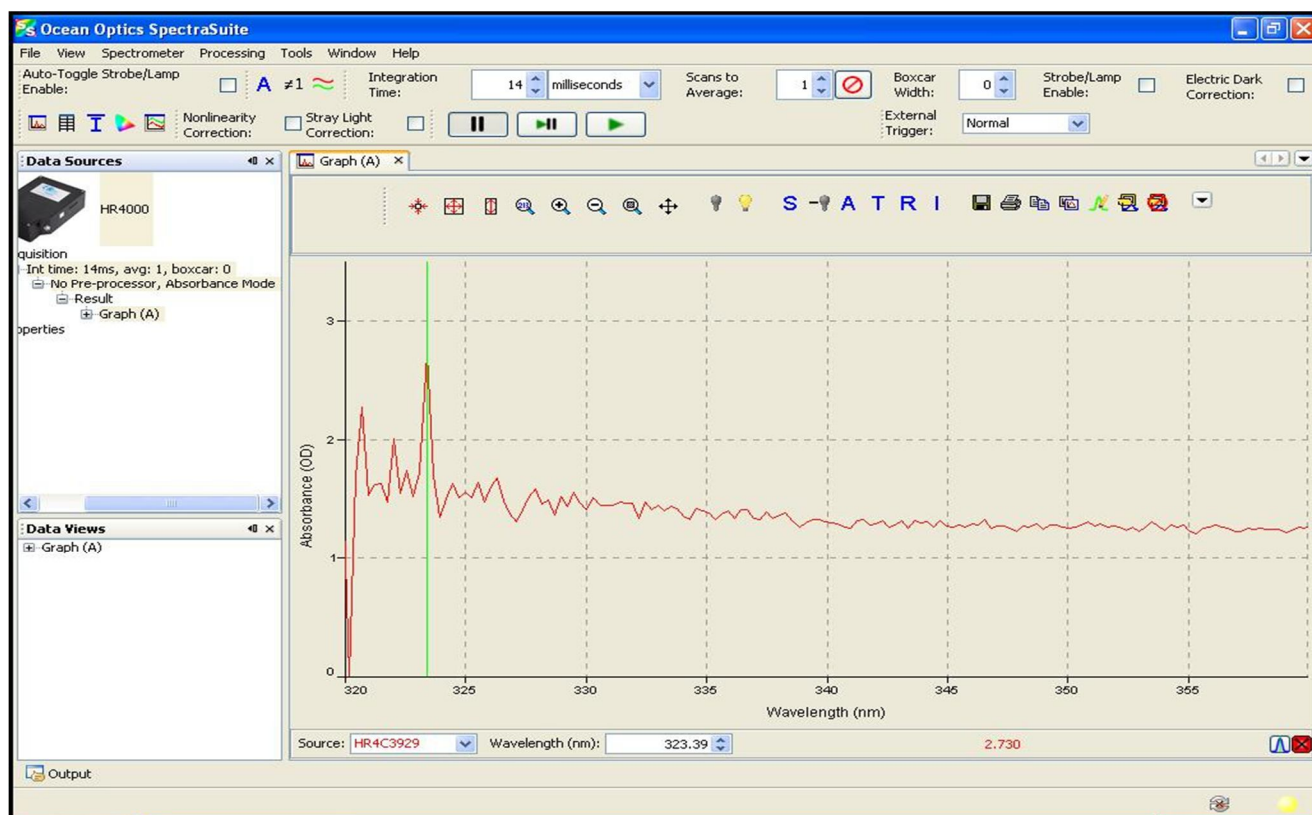 Ocean Optics SpectraSuite
File View Spectrometer Processing Tools Window Help
Auto-Toggle Strobe/Lamp Enable:
A ≠1
Integration Time: 14 milliseconds
Scans to Average: 1
Boxcar Width: 0
Strobe/Lamp Enable:
Electric Dark Correction:
Nonlinearity Correction:
Stray Light Correction:
External Trigger: Normal
Data Sources
HR4000
quisition
Int time: 14ms, avg: 1, boxcar: 0
No Pre-processor, Absorbance Mode
Result
Graph (A)
operties
Data Views
Graph (A)
Graph (A)
S A T R I
Absorbance (OD)
3
2
1
0
320 325 330 335 340 345 350 355
Wavelength (nm)
Source: HR4C3929 Wavelength (nm): 323.39 2.730
Output